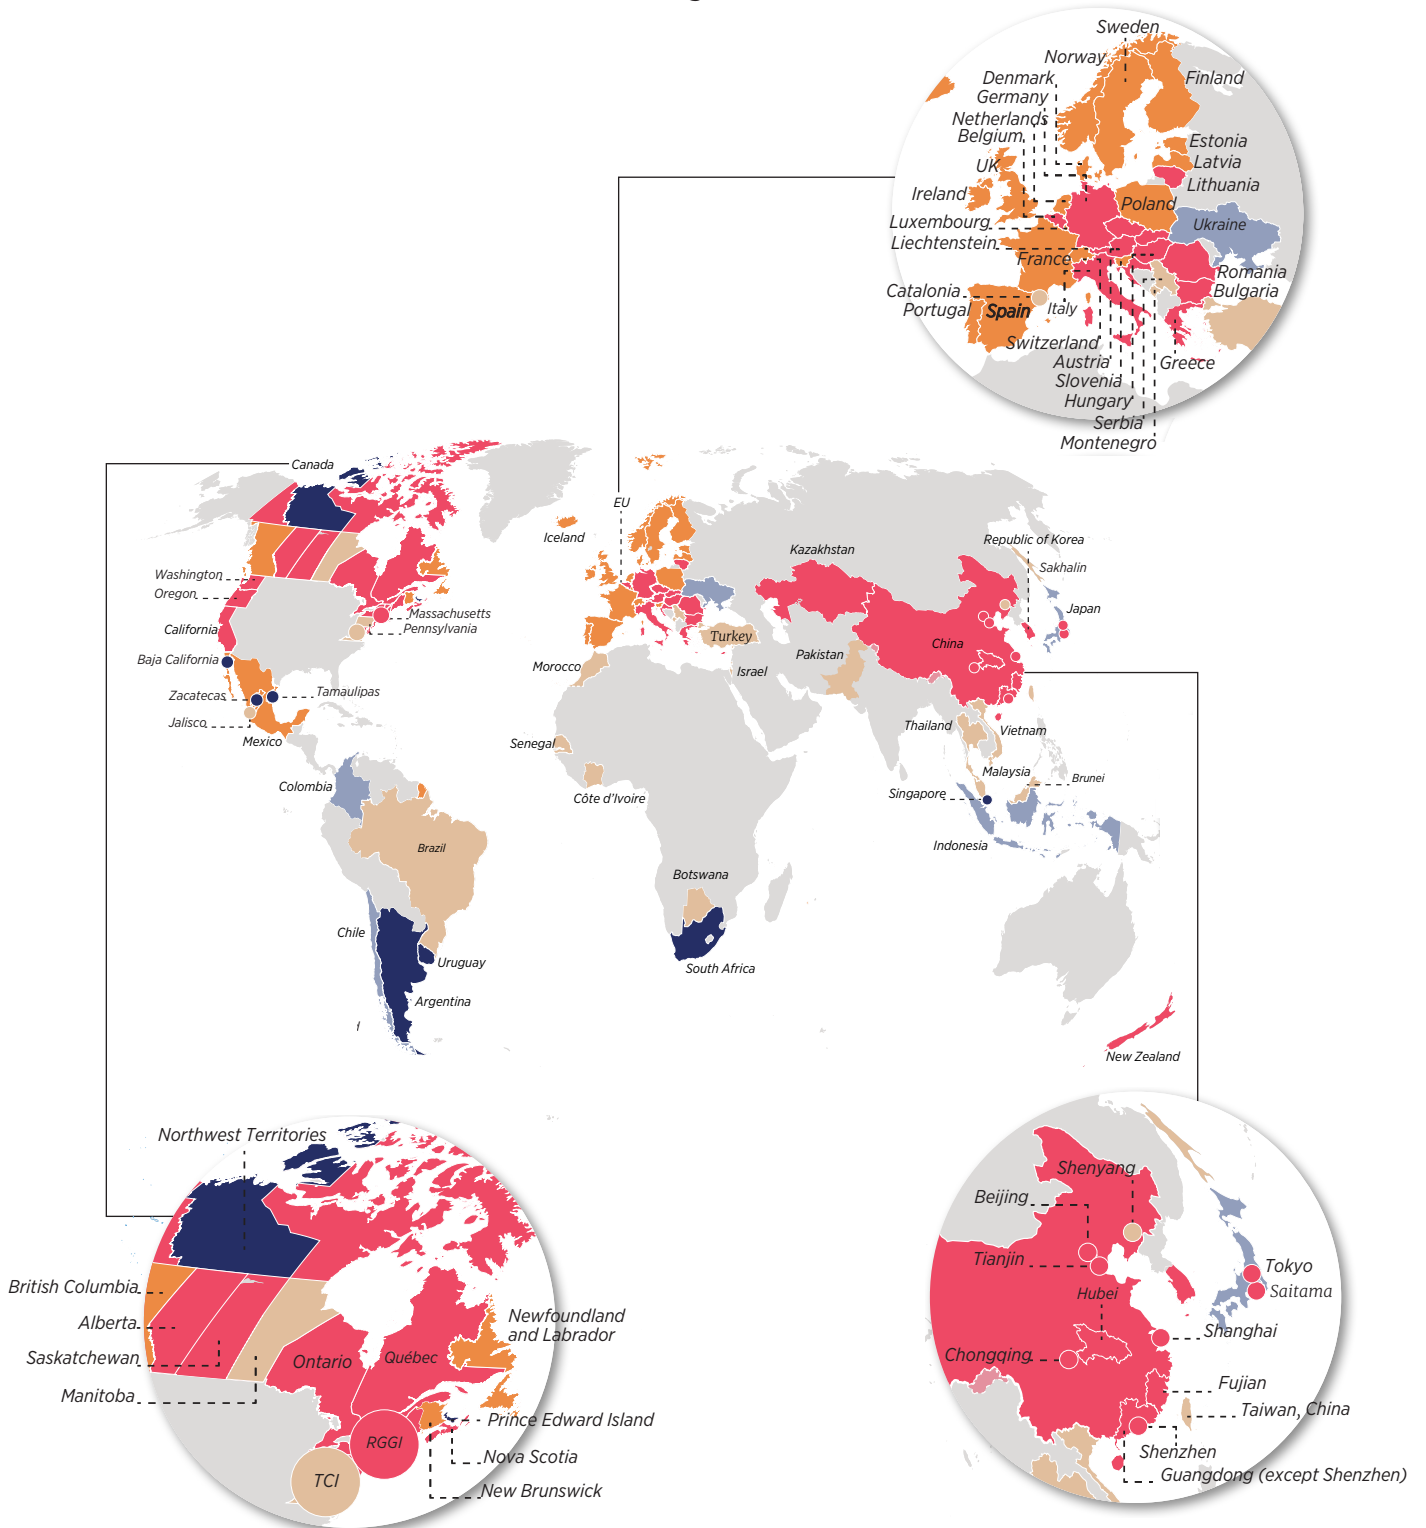 Sweden
Norway
Denmark
Finland
Germany
Netherlands
Belgium
Estonia
UK
Latvia
Lithuania
Ireland
Poland
Luxembourg
Ukraine
Liechtenstein
France
Romania
Catalonia
Bulgaria
Portugal
Spain
Italy
Switzerland
Austria
Greece
Slovenia
Hungary
Serbia
Montenegro
Canada
EU
Iceland
Republic of Korea
Kazakhstan
Sakhalin
Washington
Oregon
Japan
Massachusetts
California
Pennsylvania
Turkey
China
Pakistan
Baja California
Morocco
Israel
Zacatecas
Tamaulipas
Jalisco
Thailand
Vietnam
Mexico
Senegal
Malaysia
Brunei
Colombia
Singapore
Côte d'Ivoire
Indonesia
Brazil
Botswana
Chile
Uruguay
South Africa
Argentina
New Zealand
Northwest Territories
British Columbia
Alberta
Saskatchewan
Manitoba
Ontario
Québec
Newfoundland
and Labrador
Prince Edward Island
RGGI
Nova Scotia
TCI
New Brunswick
Shenyang
Beijing
Tianjin
Tokyo
Hubei
Saitama
Shanghai
Chongqing
Fujian
Taiwan, China
Shenzhen
Guangdong (except Shenzhen)